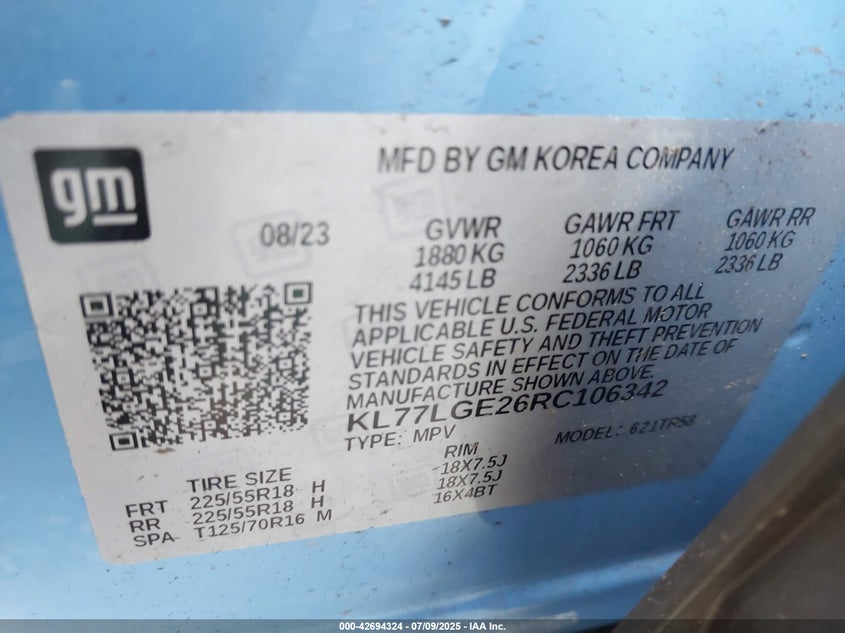 gm
MFD BY GM KOREA COMPANY
08/23
GVWR GAWR FRT GAWR RR
1880 KG 1060 KG 1060 KG
4145 LB 2336 LB 2336 LB
THIS VEHICLE CONFORMS TO ALL
APPLICABLE U.S. FEDERAL MOTOR
VEHICLE SAFETY AND THEFT PREVENTION
STANDARDS IN EFFECT ON THE DATE OF
MANUFACTURE SHOWN ABOVE.
KL77LGE26RC106342
TYPE: MPV MODEL: 621TR58
TIRE SIZE RIM
FRT 225/55R18 H 18X7.5J
RR 225/55R18 H 18X7.5J
SPA T125/70R16 M 16X4BT
000-42694324 | 07/09/2025 - IAA Inc.